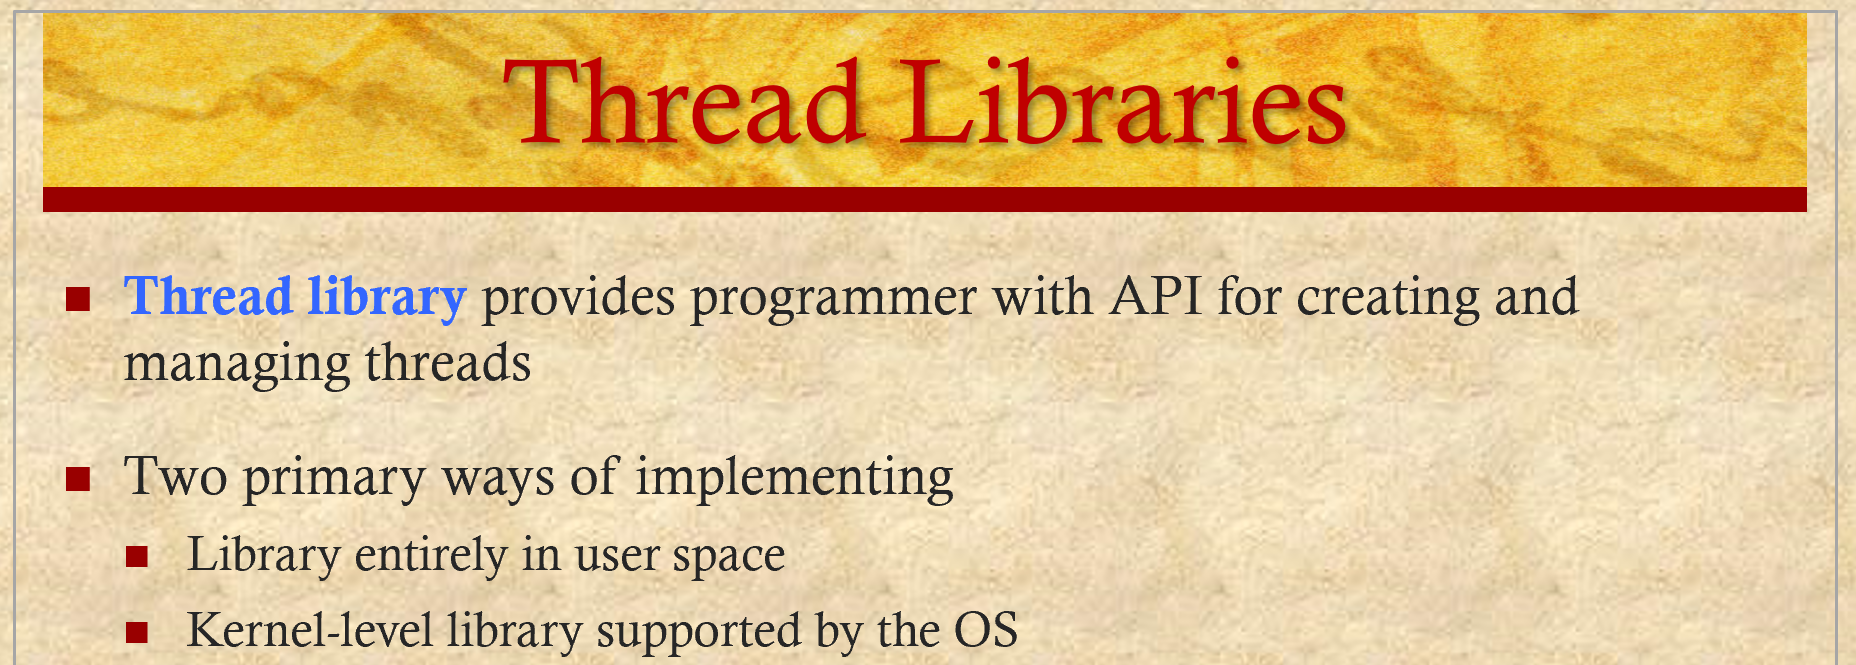 Thread Libraries
Thread library provides programmer with API for creating and
managing threads
Two primary ways of implementing
Library entirely in user space
Kernel-level library supported by the OS